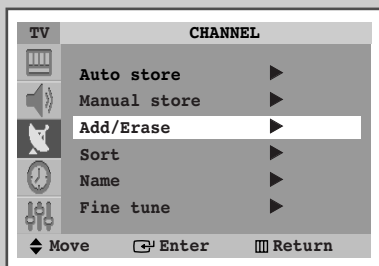 TV CHANNEL
Auto store
Manual store
Add/Erase
Sort
Name
Fine tune
Move Enter Return